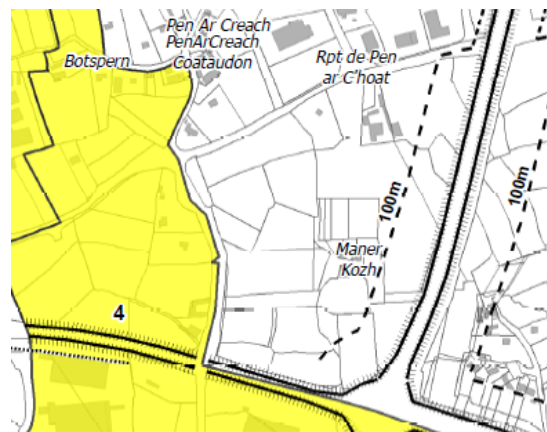 Pen Ar Creach
PenArCreach
Botspern
Coataudon
Rpt de Pen
ar C'hoat
100m
100m
Maner
Kozh
4